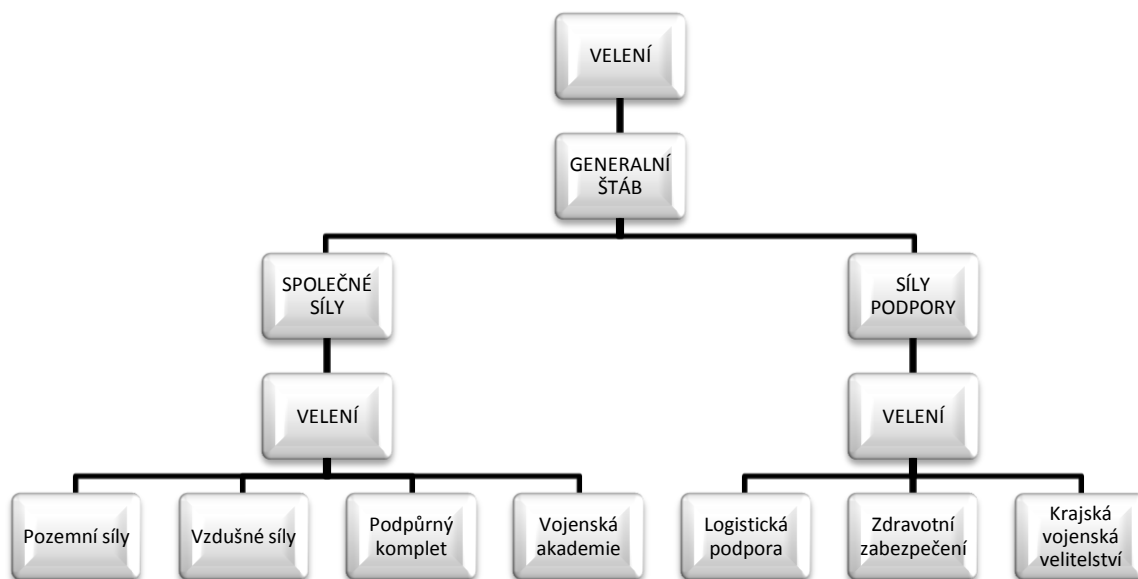 VELENÍ
GENERALNÍ
ŠTÁB
SPOLEČNÉ
SÍLY
SÍLY
PODPORY
VELENÍ
VELENÍ
Pozemní síly
Vzdušné síly
Podpůrný
komplet
Vojenská
akademie
Logistická
podpora
Zdravotní
zabezpečení
Krajská
vojenská
velitelství